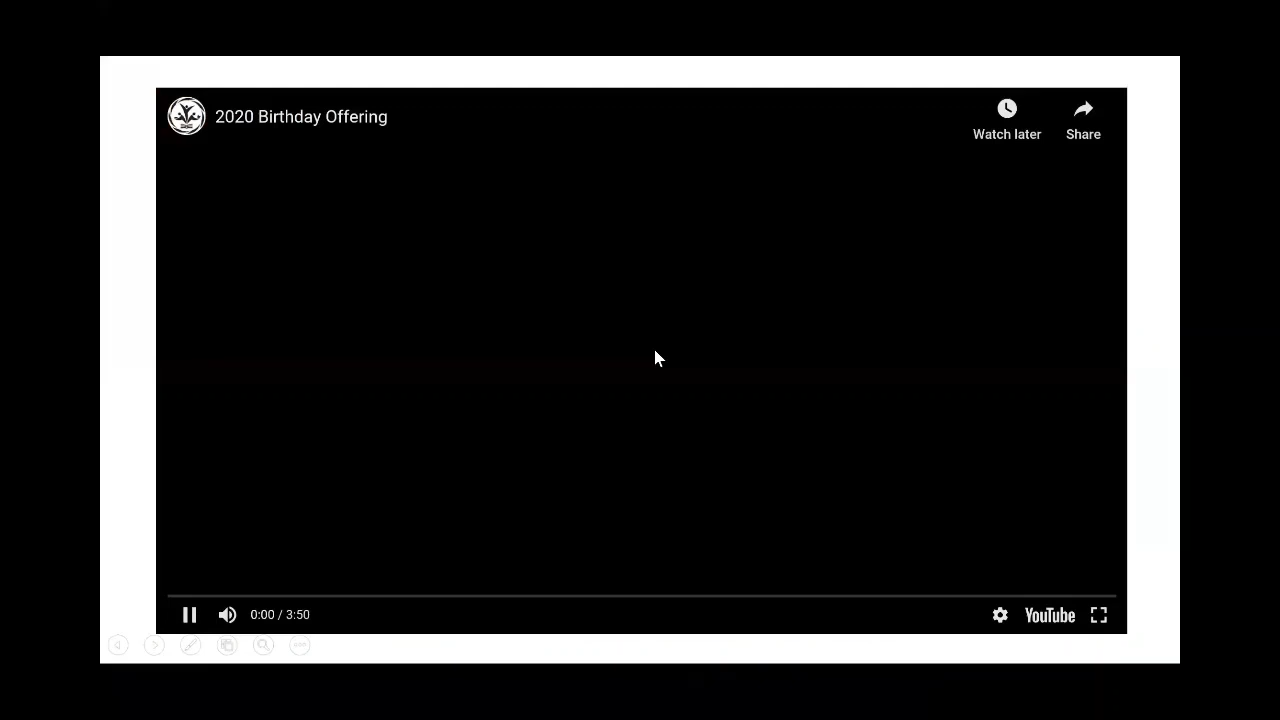 2020 Birthday Offering
Watch later
Share
0:00 / 3:50
YouTube